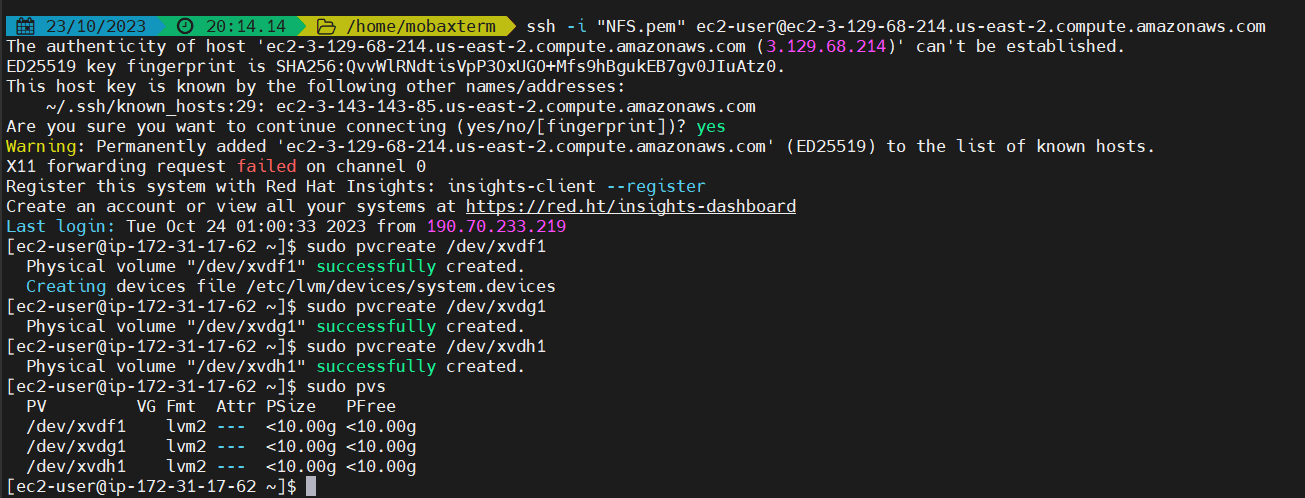 23/10/2023 20:14.14 /home/mobaxterm ssh -i "NFS.pem" ec2-user@ec2-3-129-68-214.us-east-2.compute.amazonaws.com
The authenticity of host 'ec2-3-129-68-214.us-east-2.compute.amazonaws.com (3.129.68.214)' can't be established.
ED25519 key fingerprint is SHA256:QvvWlRNdtisVpP3OxUGO+Mfs9hBgukEB7gv0JIuAtz0.
This host key is known by the following other names/addresses:
    ~/.ssh/known_hosts:29: ec2-3-143-143-85.us-east-2.compute.amazonaws.com
Are you sure you want to continue connecting (yes/no/[fingerprint])? yes
Warning: Permanently added 'ec2-3-129-68-214.us-east-2.compute.amazonaws.com' (ED25519) to the list of known hosts.
X11 forwarding request failed on channel 0
Register this system with Red Hat Insights: insights-client --register
Create an account or view all your systems at https://red.ht/insights-dashboard
Last login: Tue Oct 24 01:00:33 2023 from 190.70.233.219
[ec2-user@ip-172-31-17-62 ~]$ sudo pvcreate /dev/xvdf1
  Physical volume "/dev/xvdf1" successfully created.
  Creating devices file /etc/lvm/devices/system.devices
[ec2-user@ip-172-31-17-62 ~]$ sudo pvcreate /dev/xvdg1
  Physical volume "/dev/xvdg1" successfully created.
[ec2-user@ip-172-31-17-62 ~]$ sudo pvcreate /dev/xvdh1
  Physical volume "/dev/xvdh1" successfully created.
[ec2-user@ip-172-31-17-62 ~]$ sudo pvs
  PV         VG Fmt  Attr PSize   PFree
  /dev/xvdf1    lvm2 ---  <10.00g <10.00g
  /dev/xvdg1    lvm2 ---  <10.00g <10.00g
  /dev/xvdh1    lvm2 ---  <10.00g <10.00g
[ec2-user@ip-172-31-17-62 ~]$